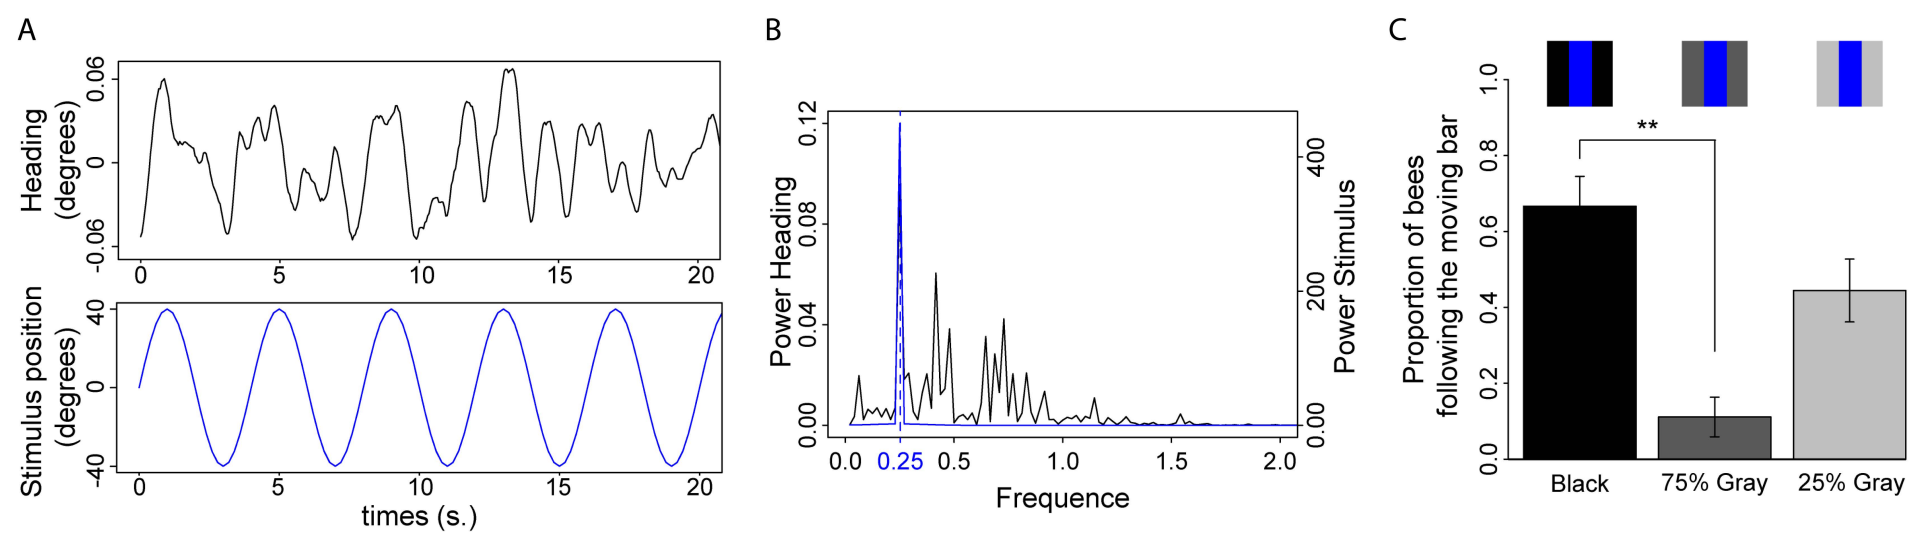 A
Heading
(degrees)
0.06
0
-0.06
0 5 10 15 20
Stimulus position
(degrees)
40
0
-40
0 5 10 15 20
times (s.)
B
Power Heading
0.12
0.08
0.04
0.00
Power Stimulus
400
200
0.00
0.0 0.25 0.5 1.0 1.5 2.0
Frequence
C
Proportion of bees
following the moving bar
1.0
0.8
0.6
0.4
0.2
0.0
**
Black 75% Gray 25% Gray